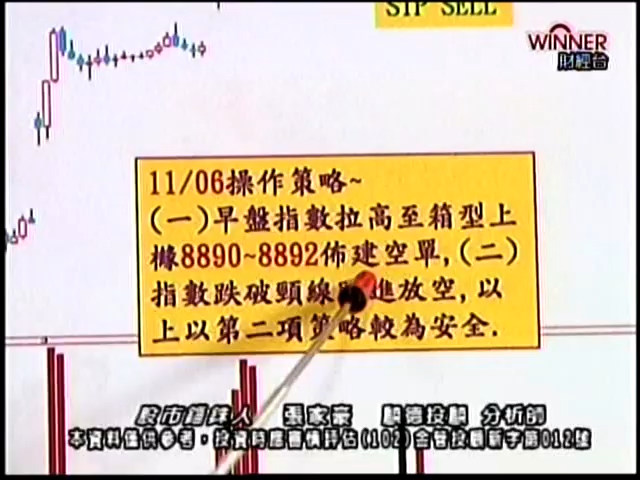 STP SELL
WINNER
財經台
11/06操作策略~
(一)早盤指數拉高至箱型上
櫞8890~8892佈建空單,(二)
指數跌破頸線 進放空,以
上以第二項策略較為安全.
股市 人 張家豪 投顧 分析師
本資料僅供參考,投資時應審慎評估(102)金管投顧新字第012號